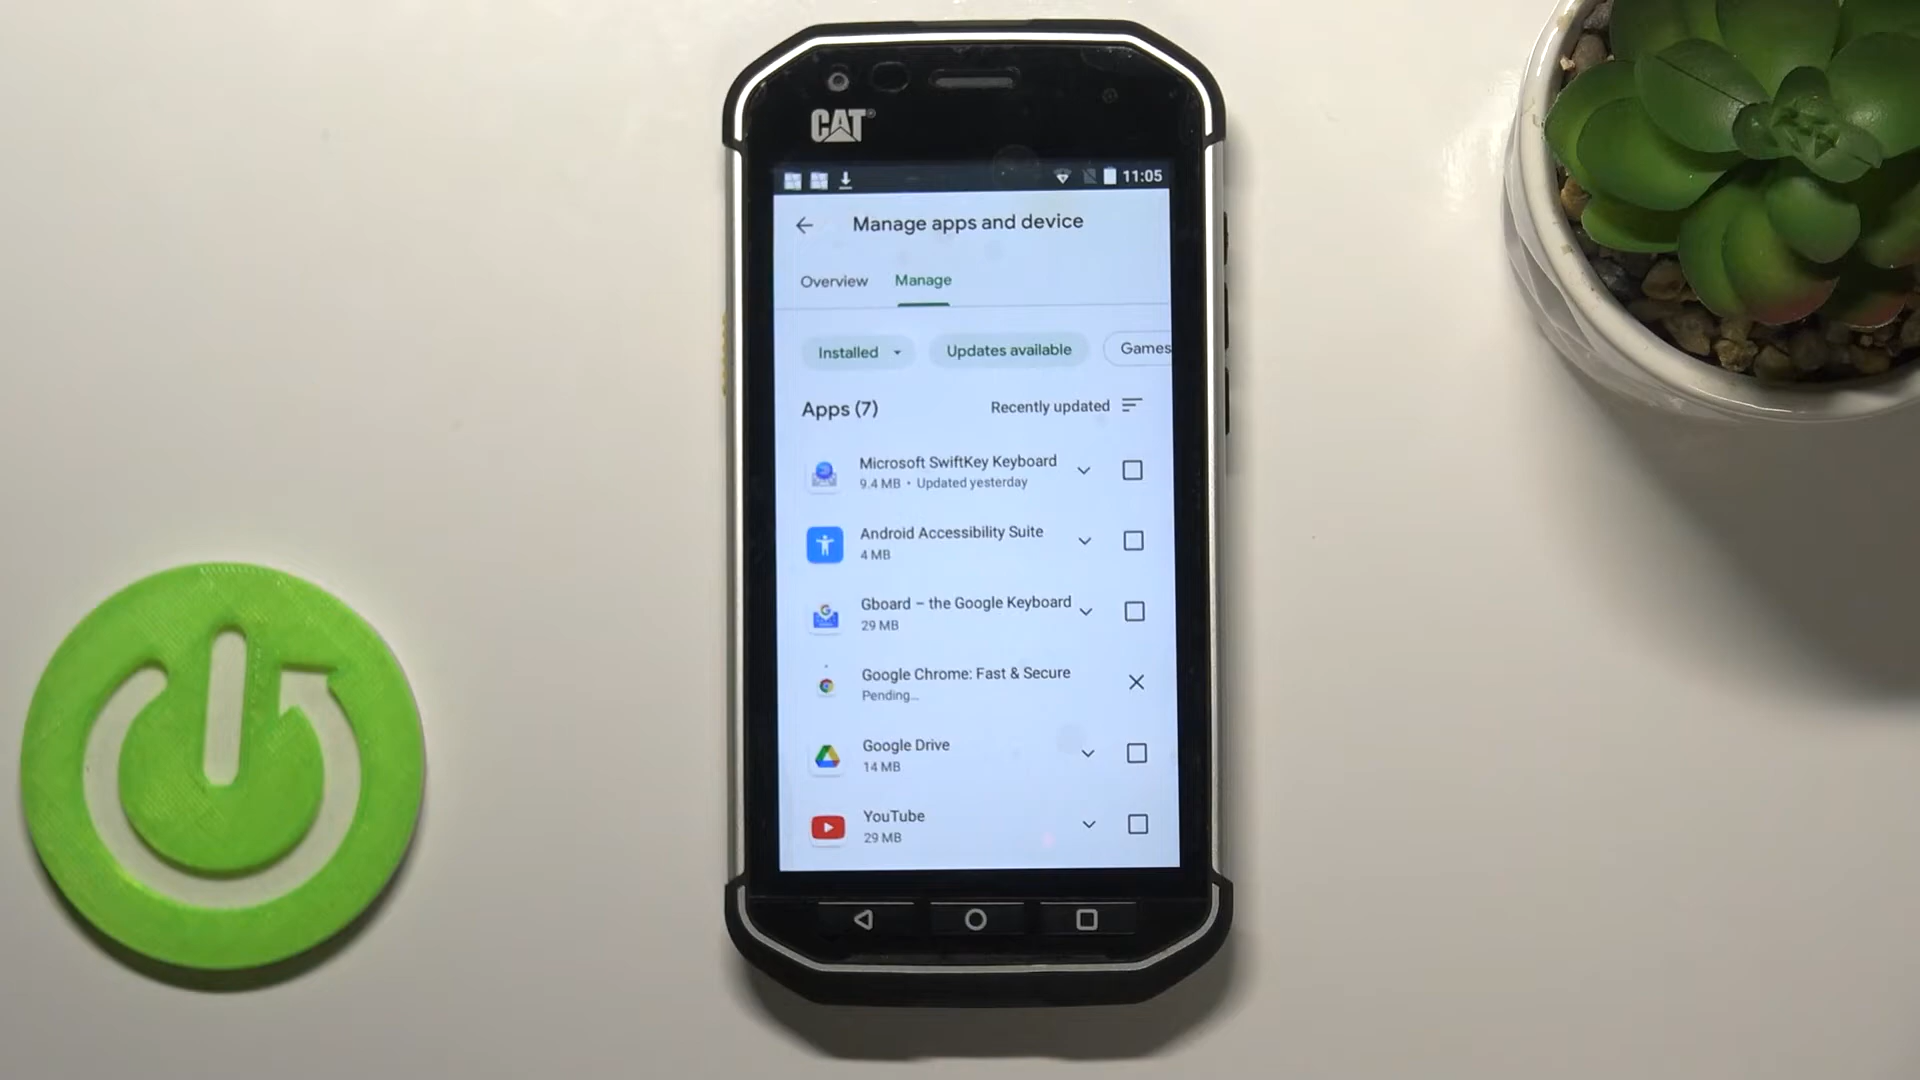 CAT®
11:05
Manage apps and device
Overview Manage
Installed Updates available Games
Apps (7) Recently updated
Microsoft SwiftKey Keyboard
9.4 MB • Updated yesterday
Android Accessibility Suite
4 MB
Gboard – the Google Keyboard
29 MB
Google Chrome: Fast & Secure
Pending...
Google Drive
14 MB
YouTube
29 MB